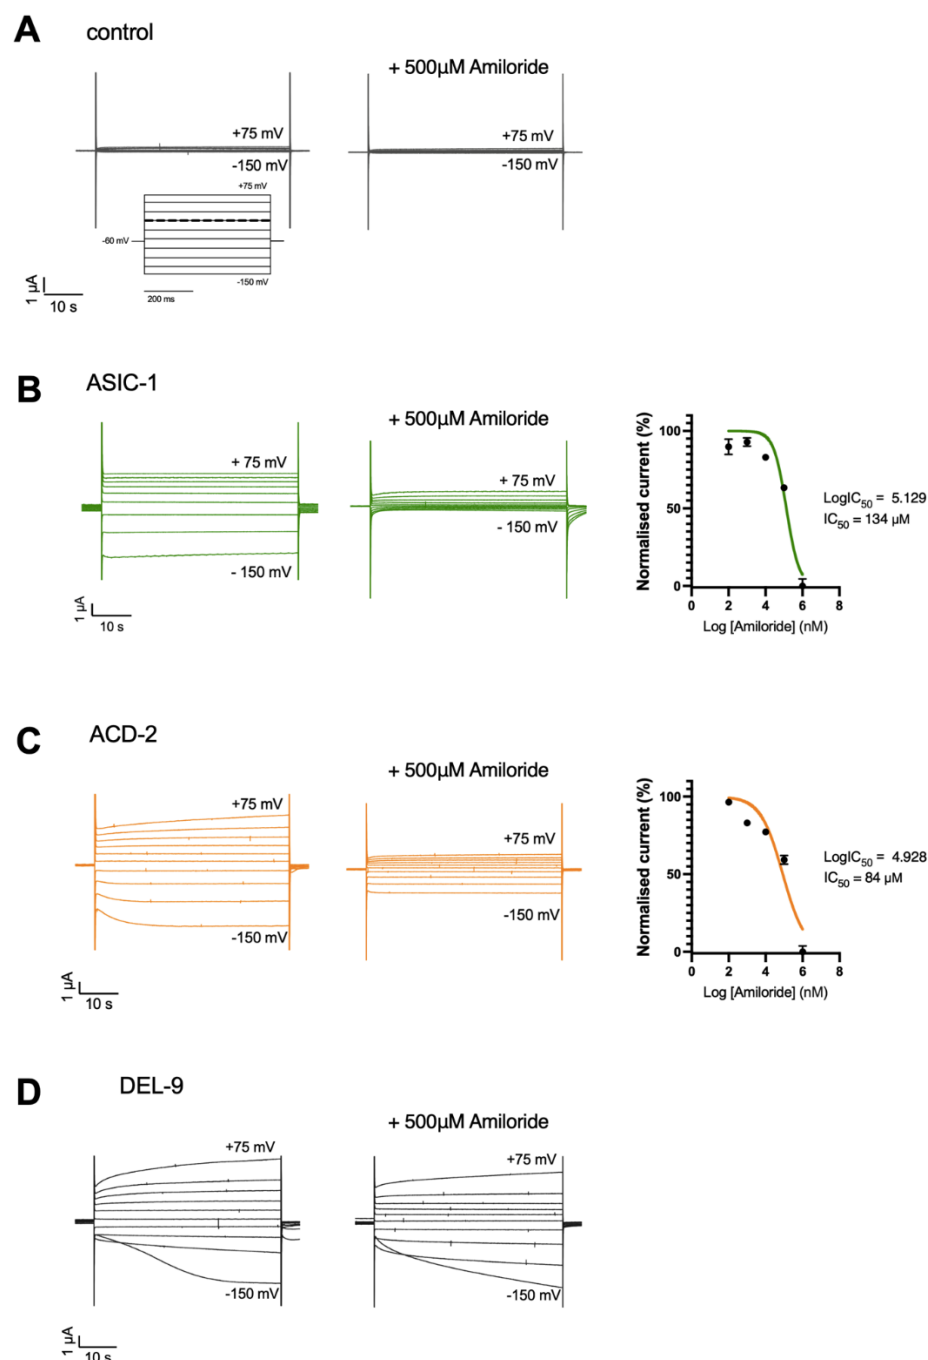 A
control
+ 500µM Amiloride
+75 mV
-150 mV
+75 mV
-150 mV
+75 mV
-60 mV
-150 mV
200 ms
1 µA
10 s
B
ASIC-1
+ 500µM Amiloride
+ 75 mV
- 150 mV
+ 75 mV
- 150 mV
1 µA
10 s
Normalised current (%)
100
50
0
0 2 4 6 8
Log [Amiloride] (nM)
LogIC50 = 5.129
IC50 = 134 µM
C
ACD-2
+ 500µM Amiloride
+75 mV
-150 mV
+75 mV
-150 mV
1 µA
10 s
Normalised current (%)
100
50
0
0 2 4 6 8
Log [Amiloride] (nM)
LogIC50 = 4.928
IC50 = 84 µM
D
DEL-9
+ 500µM Amiloride
+75 mV
-150 mV
+75 mV
-150 mV
1 µA
10 s